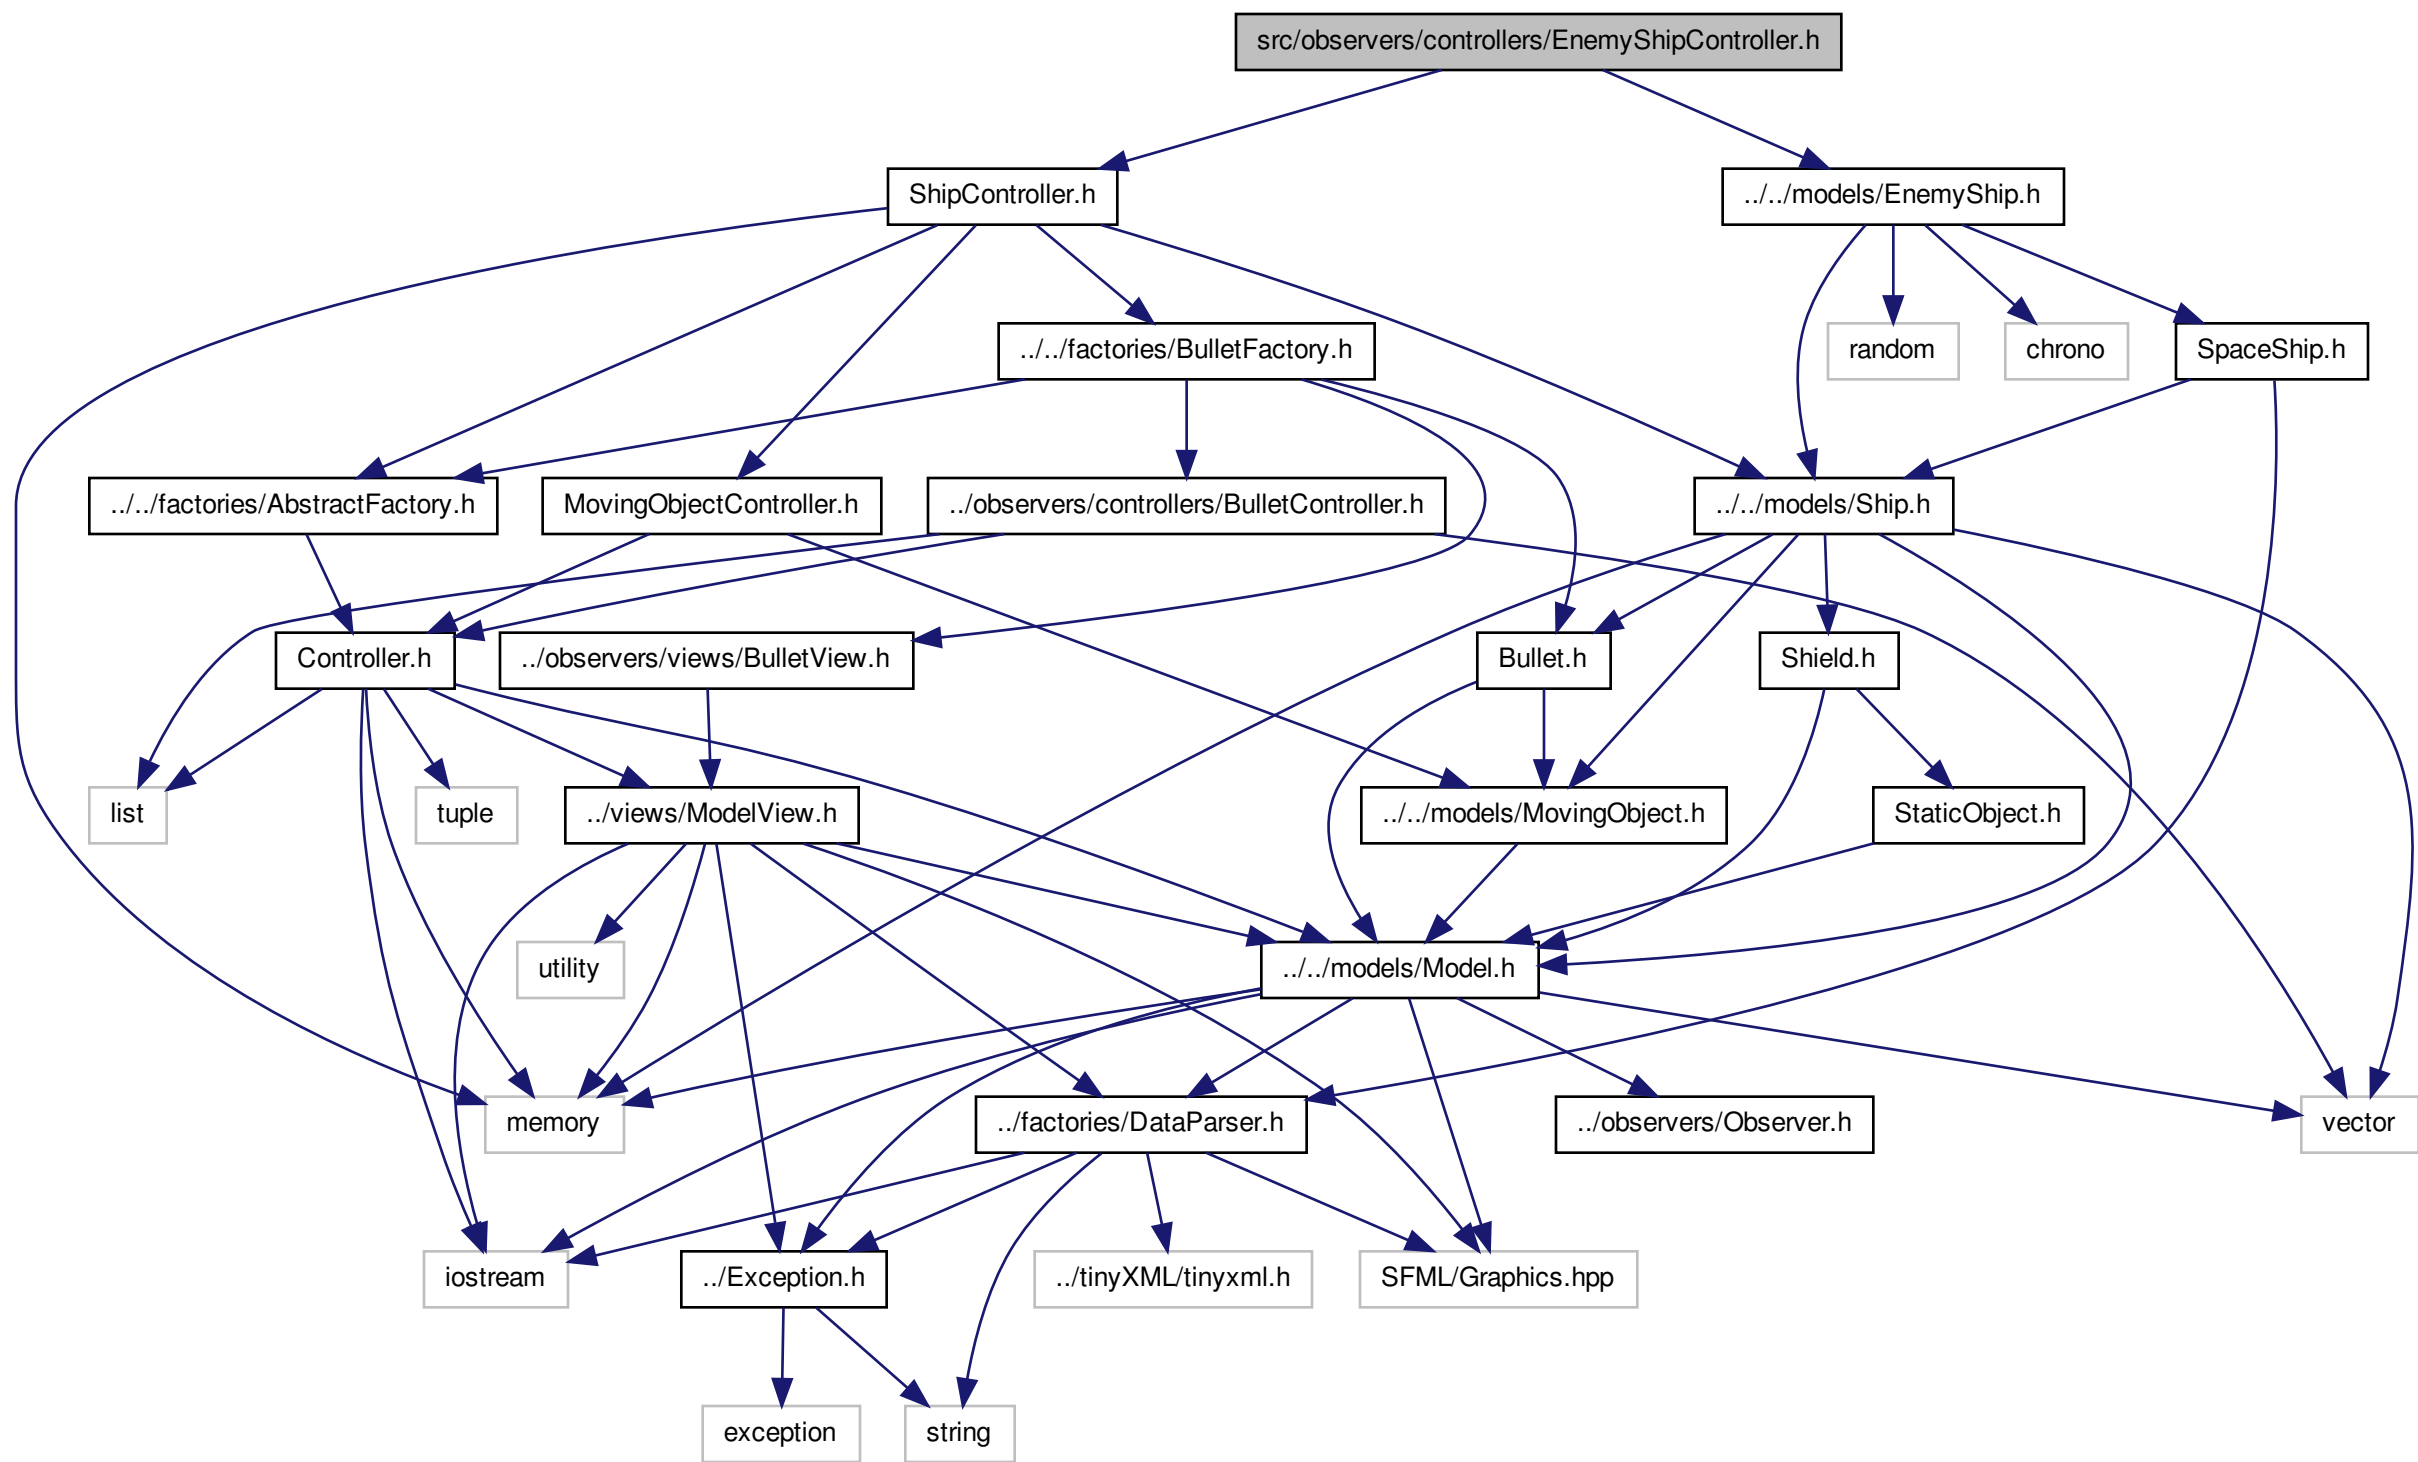 src/observers/controllers/EnemyShipController.h
ShipController.h
../../models/EnemyShip.h
../../factories/BulletFactory.h
random
chrono
SpaceShip.h
../../factories/AbstractFactory.h
MovingObjectController.h
../observers/controllers/BulletController.h
../../models/Ship.h
Controller.h
../observers/views/BulletView.h
Bullet.h
Shield.h
list
tuple
../views/ModelView.h
../../models/MovingObject.h
StaticObject.h
utility
../../models/Model.h
memory
../factories/DataParser.h
../observers/Observer.h
vector
iostream
../Exception.h
../tinyXML/tinyxml.h
SFML/Graphics.hpp
exception
string